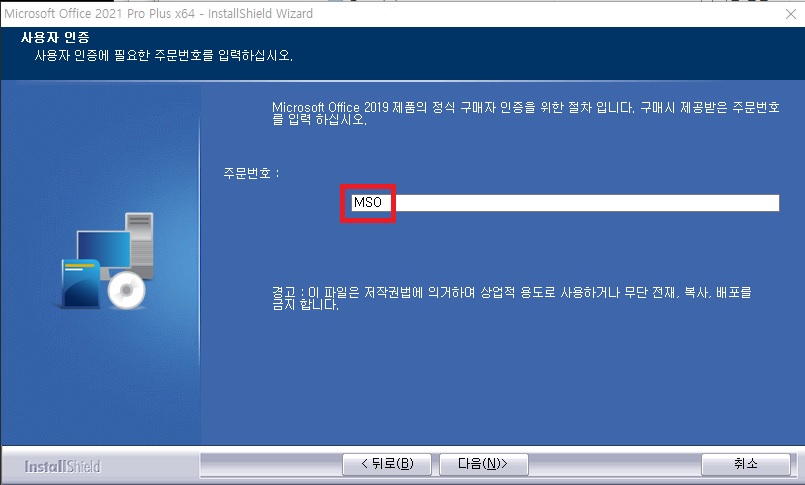 Microsoft Office 2021 Pro Plus x64 - InstallShield Wizard
사용자 인증
사용자 인증에 필요한 주문번호를 입력하십시오.
Microsoft Office 2019 제품의 정식 구매자 인증을 위한 절차 입니다. 구매시 제공받은 주문번호
를 입력 하십시오.
주문번호 :
MSO
경고 : 이 파일은 저작권법에 의거하여 상업적 용도로 사용하거나 무단 전재, 복사, 배포를
금지 합니다.
InstallShield
< 뒤로(B)
다음(N)>
취소